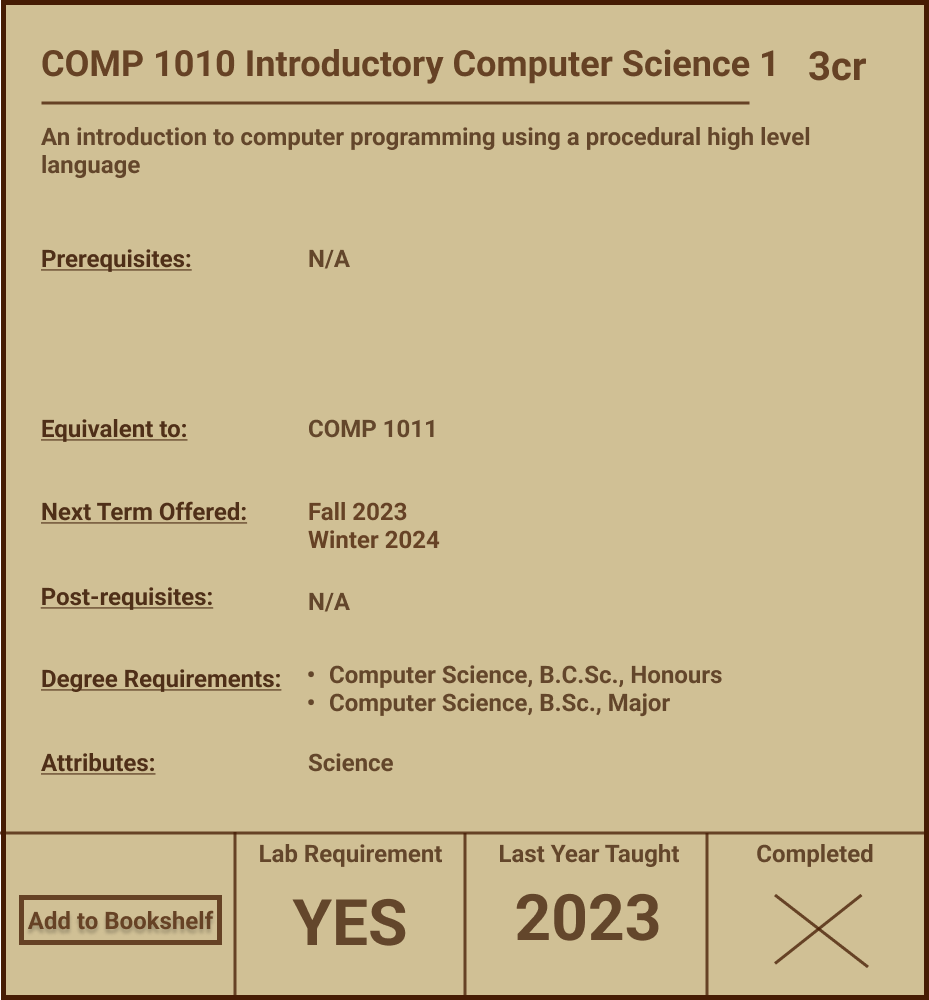 COMP 1010 Introductory Computer Science 1 3cr
An introduction to computer programming using a procedural high level
language
Prerequisites: N/A
Equivalent to: COMP 1011
Next Term Offered: Fall 2023
Winter 2024
Post-requisites: N/A
Degree Requirements: • Computer Science, B.C.Sc., Honours
• Computer Science, B.Sc., Major
Attributes: Science
Lab Requirement Last Year Taught Completed
Add to Bookshelf YES 2023